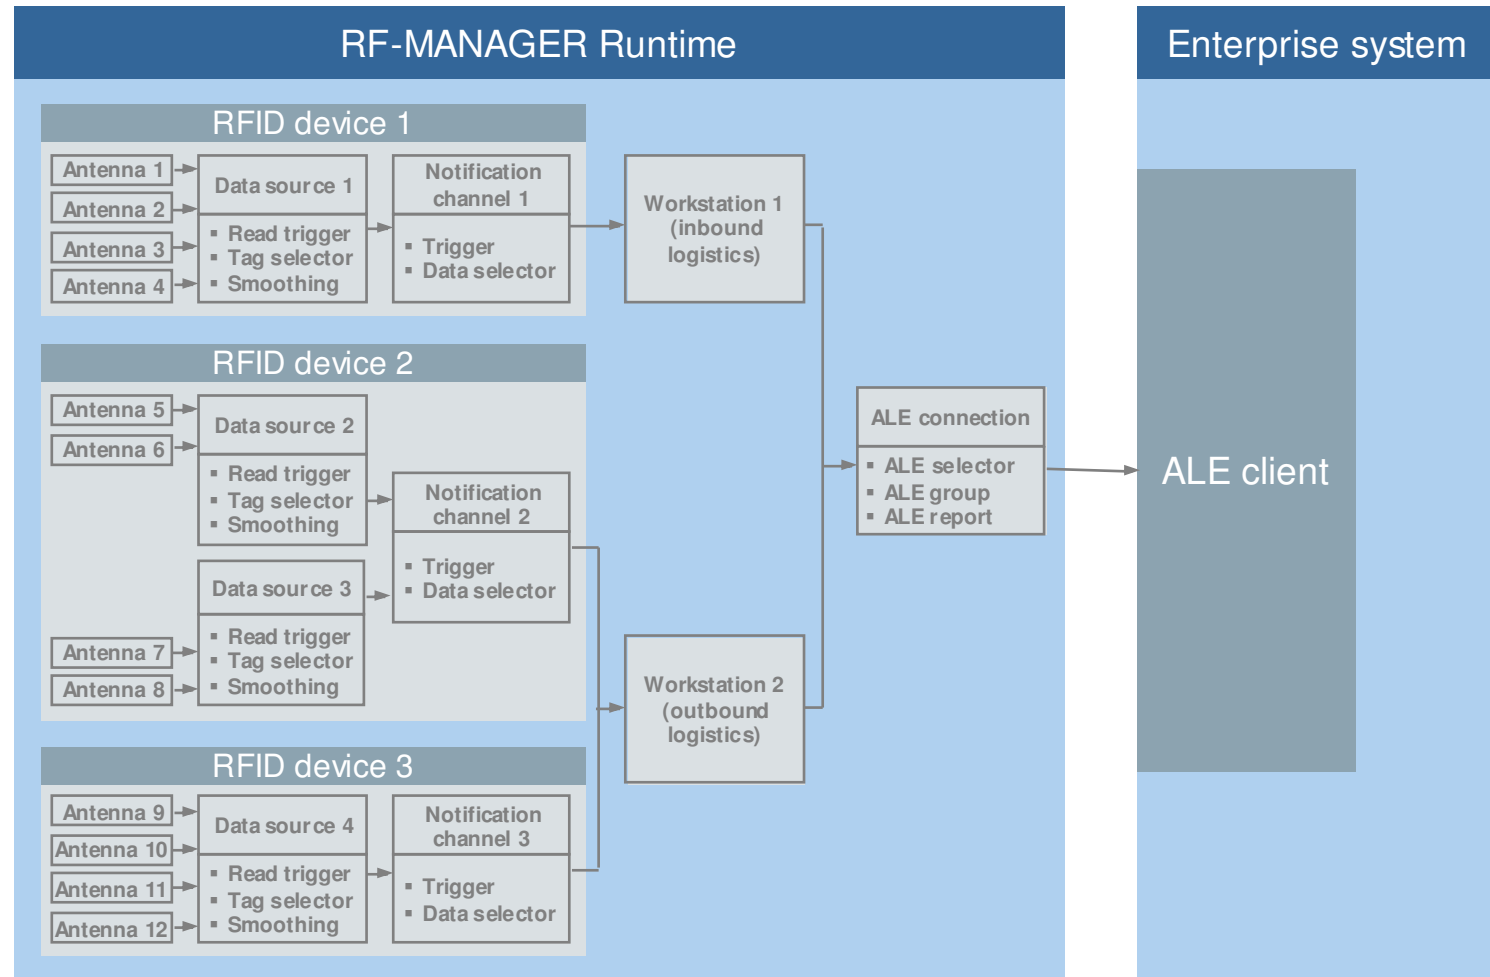 RF-MANAGER Runtime
Enterprise system
RFID device 1
Antenna 1
Antenna 2
Antenna 3
Antenna 4
Data source 1
▪ Read trigger
▪ Tag selector
▪ Smoothing
Notification
channel 1
▪ Trigger
▪ Data selector
Workstation 1
(inbound
logistics)
RFID device 2
Antenna 5
Antenna 6
Data source 2
▪ Read trigger
▪ Tag selector
▪ Smoothing
Antenna 7
Antenna 8
Data source 3
▪ Read trigger
▪ Tag selector
▪ Smoothing
Notification
channel 2
▪ Trigger
▪ Data selector
Workstation 2
(outbound
logistics)
RFID device 3
Antenna 9
Antenna 10
Antenna 11
Antenna 12
Data source 4
▪ Read trigger
▪ Tag selector
▪ Smoothing
Notification
channel 3
▪ Trigger
▪ Data selector
ALE connection
▪ ALE selector
▪ ALE group
▪ ALE report
ALE client